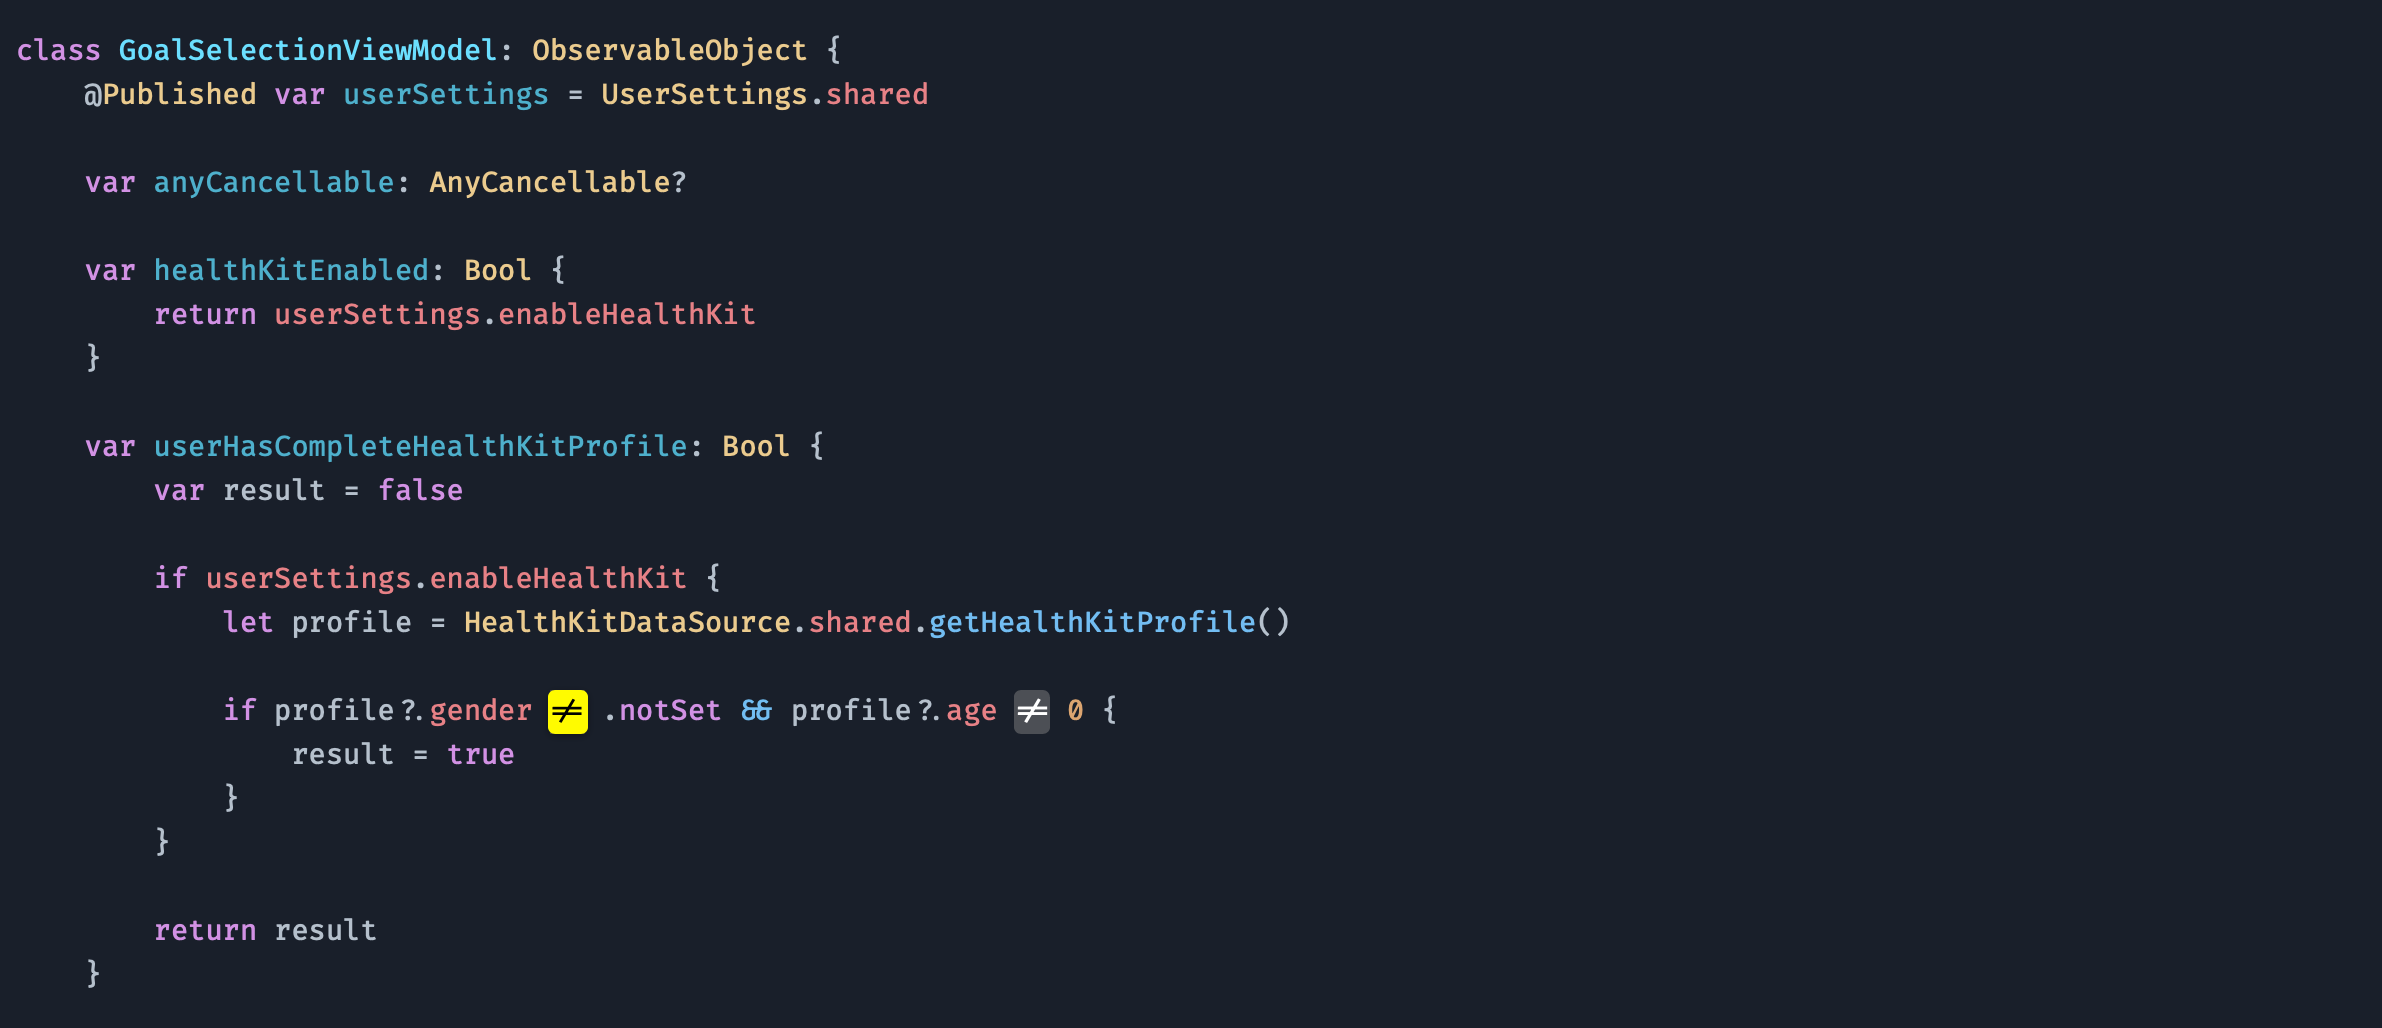 class GoalSelectionViewModel: ObservableObject {
    @Published var userSettings = UserSettings.shared

    var anyCancellable: AnyCancellable?

    var healthKitEnabled: Bool {
        return userSettings.enableHealthKit
    }

    var userHasCompleteHealthKitProfile: Bool {
        var result = false

        if userSettings.enableHealthKit {
            let profile = HealthKitDataSource.shared.getHealthKitProfile()

            if profile?.gender != .notSet && profile?.age != 0 {
                result = true
            }
        }

        return result
    }